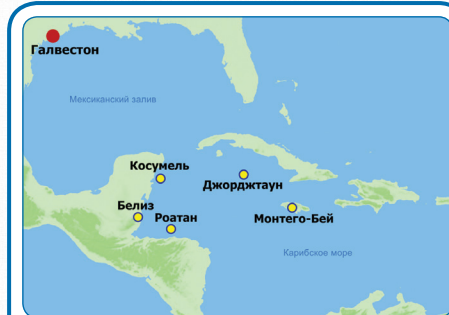 Галвестон
Мексиканский залив
Косумель
Джорджтаун
Белиз
Роатан
Монтего-Бей
Карибское море